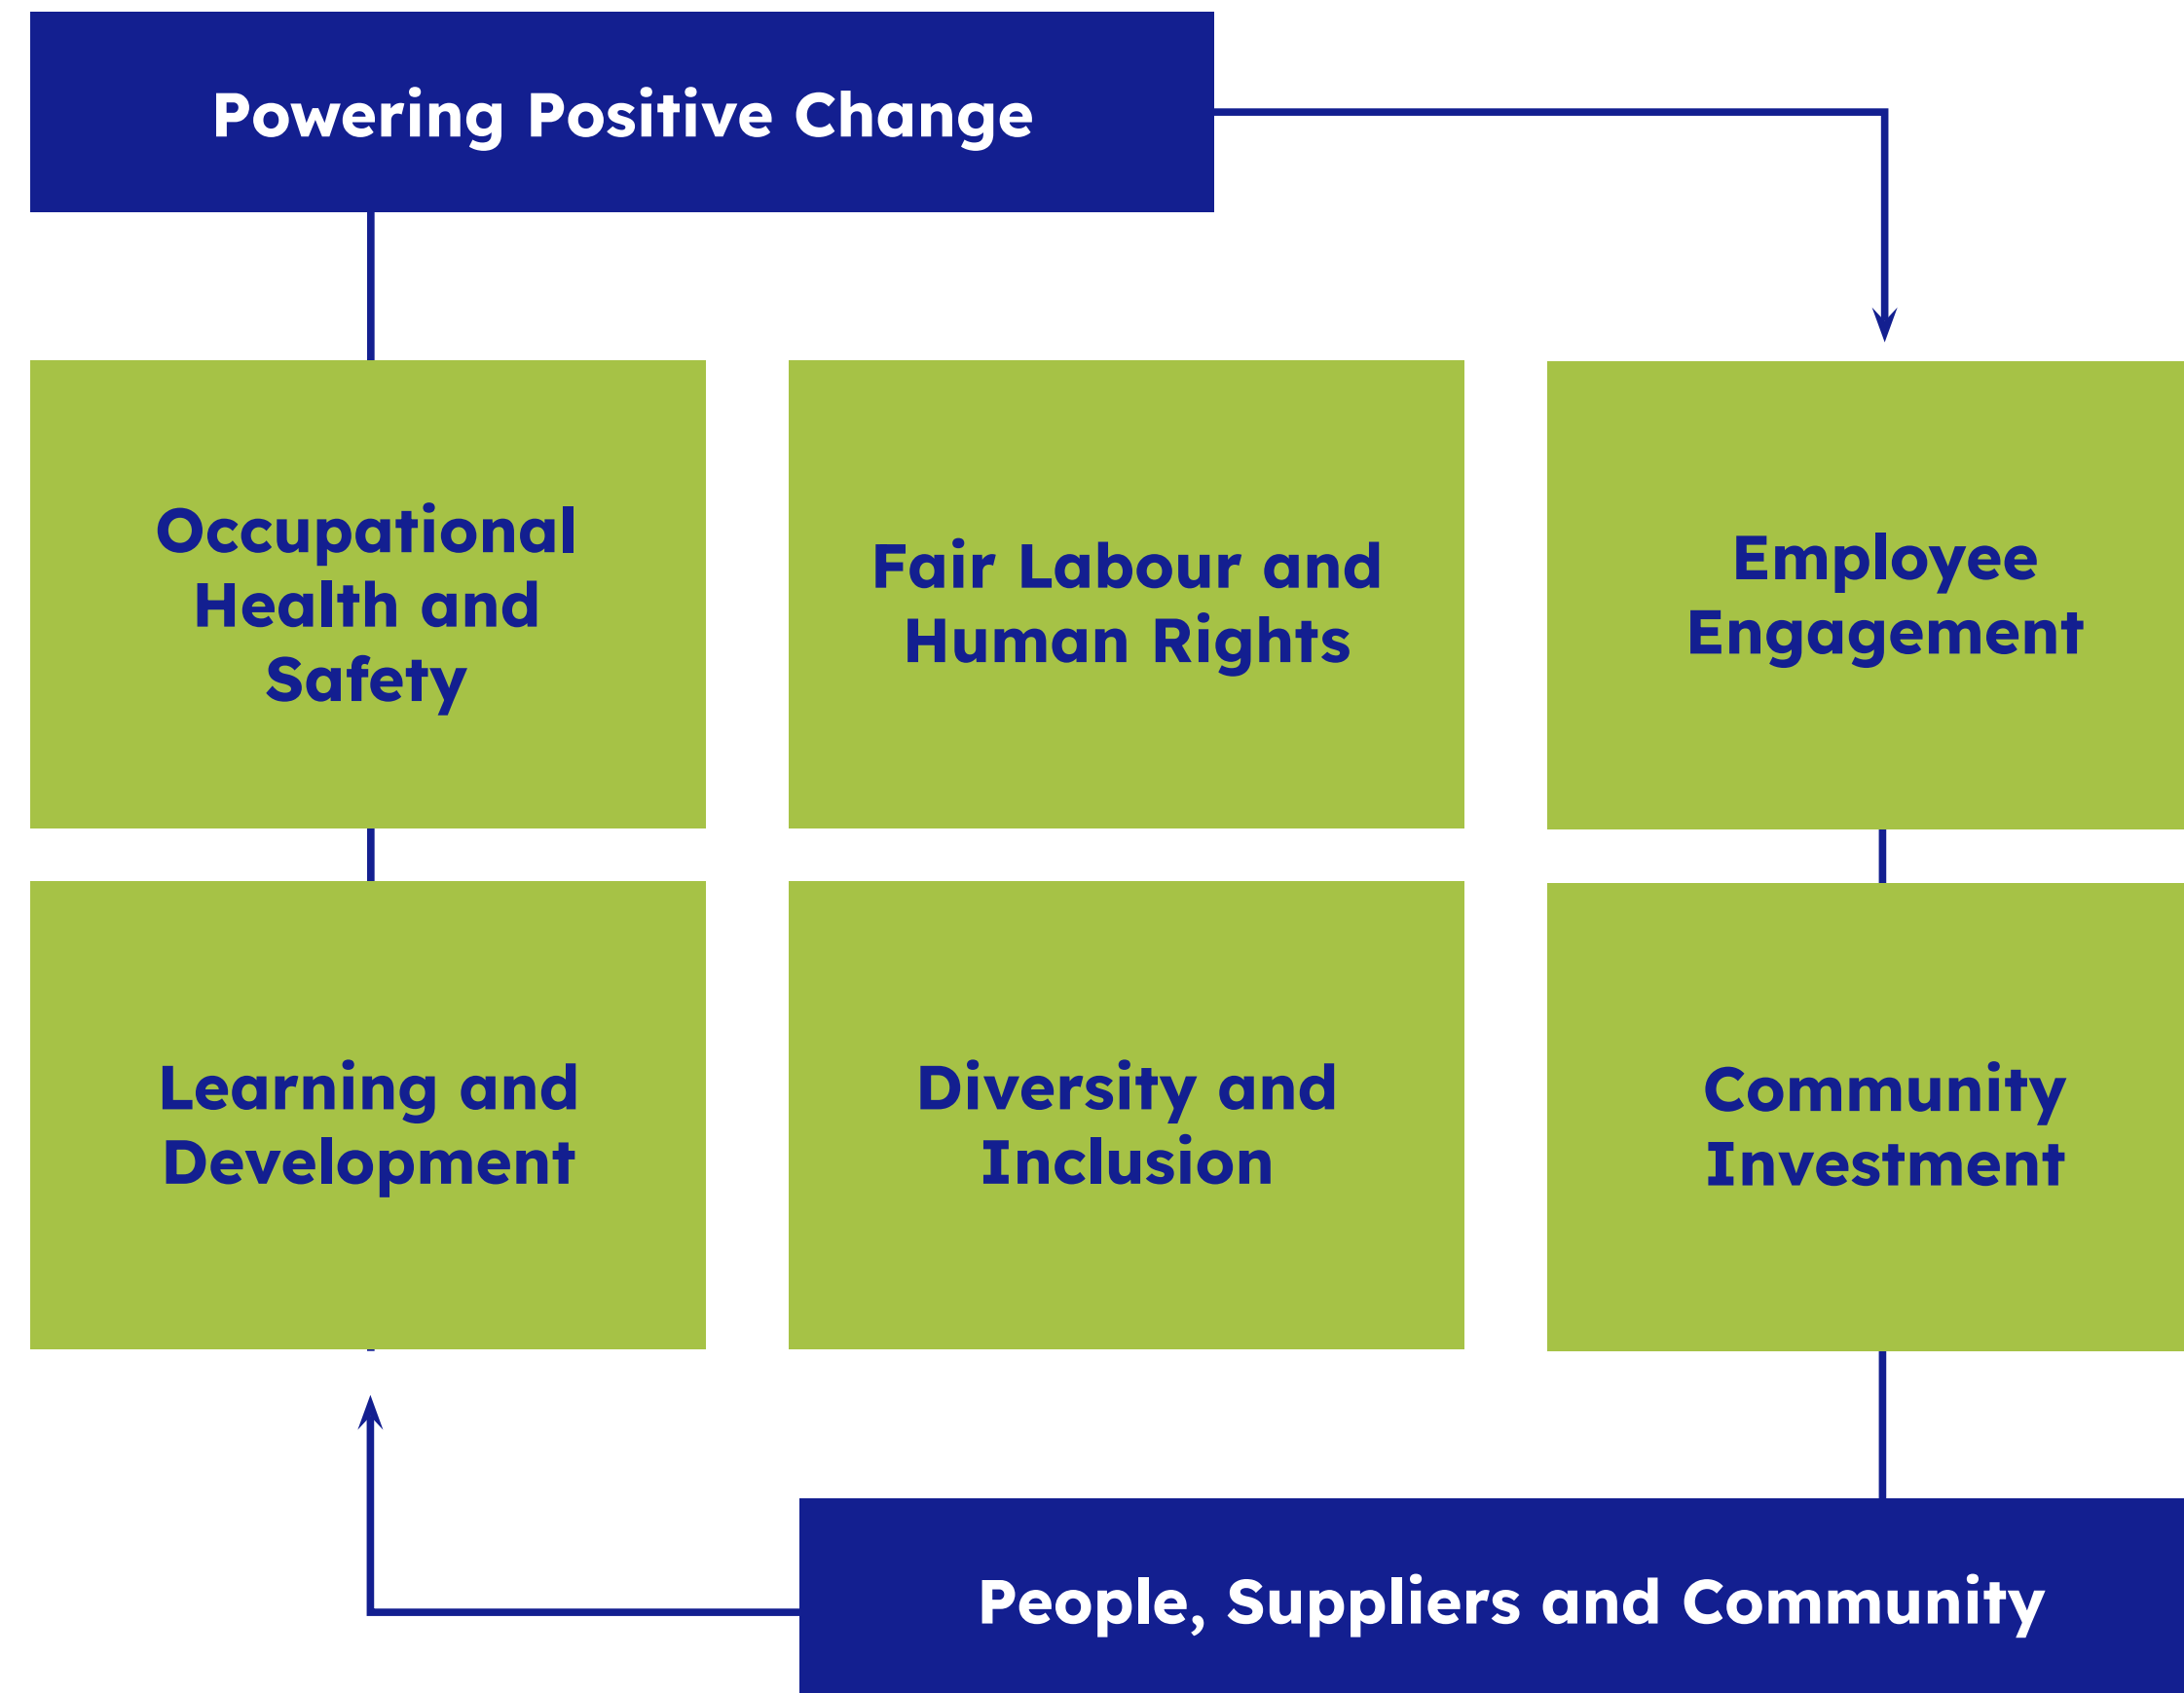 Powering Positive Change
Occupational
Health and
Safety
Fair Labour and
Human Rights
Employee
Engagement
Learning and
Development
Diversity and
Inclusion
Community
Investment
People, Suppliers and Community